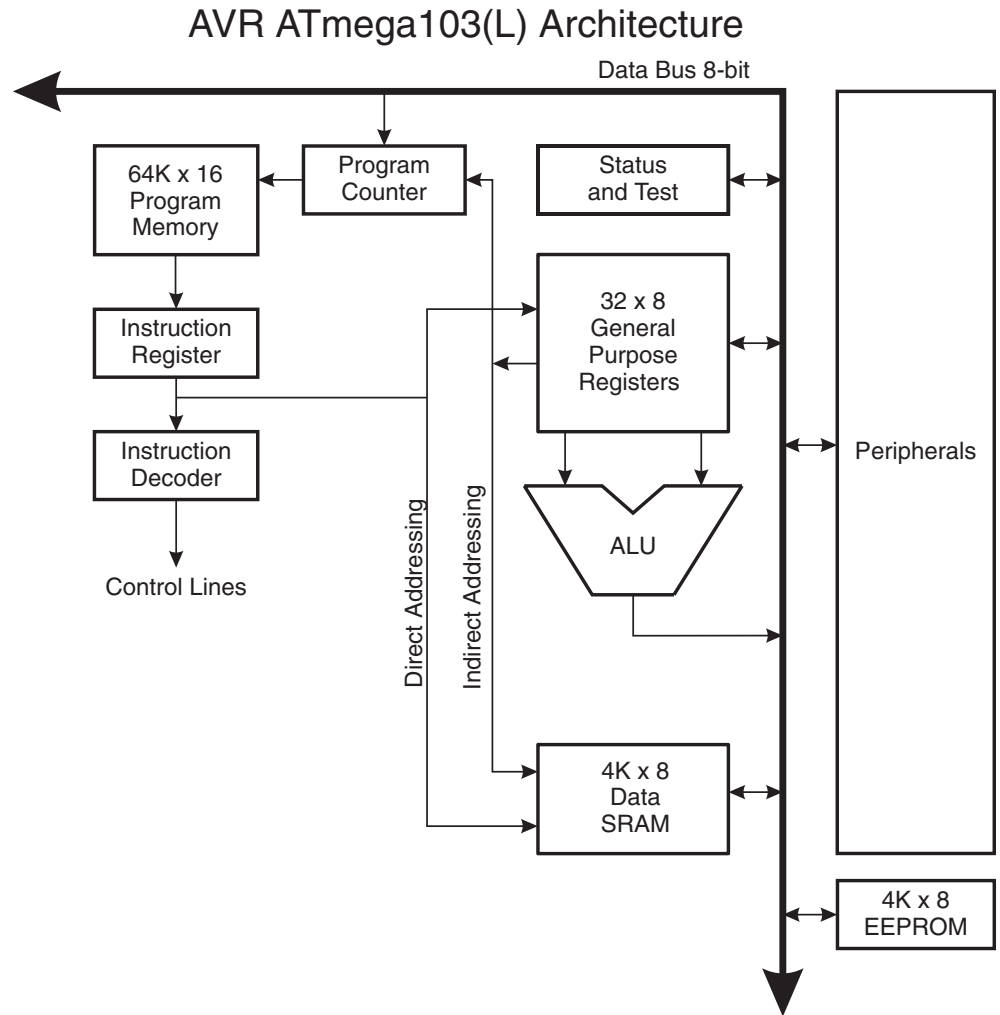 AVR ATmega103(L) Architecture
Data Bus 8-bit
64K x 16
Program
Memory
Program
Counter
Status
and Test
32 x 8
General
Purpose
Registers
Instruction
Register
Instruction
Decoder
Control Lines
Direct Addressing
Indirect Addressing
ALU
Peripherals
4K x 8
Data
SRAM
4K x 8
EEPROM